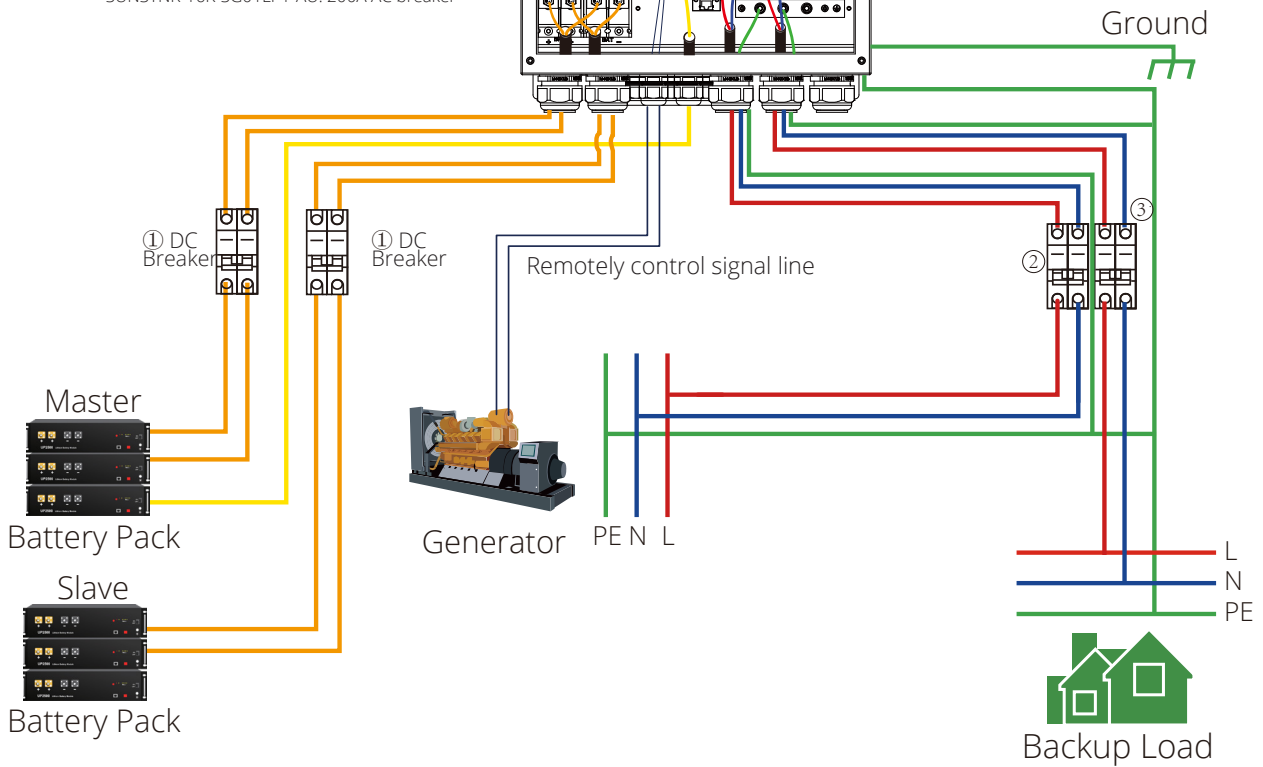 Ground
① DC
Breaker
① DC
Breaker
③
②
Remotely control signal line
Master
Battery Pack
Generator
PE N L
L
N
PE
Slave
Battery Pack
Backup Load